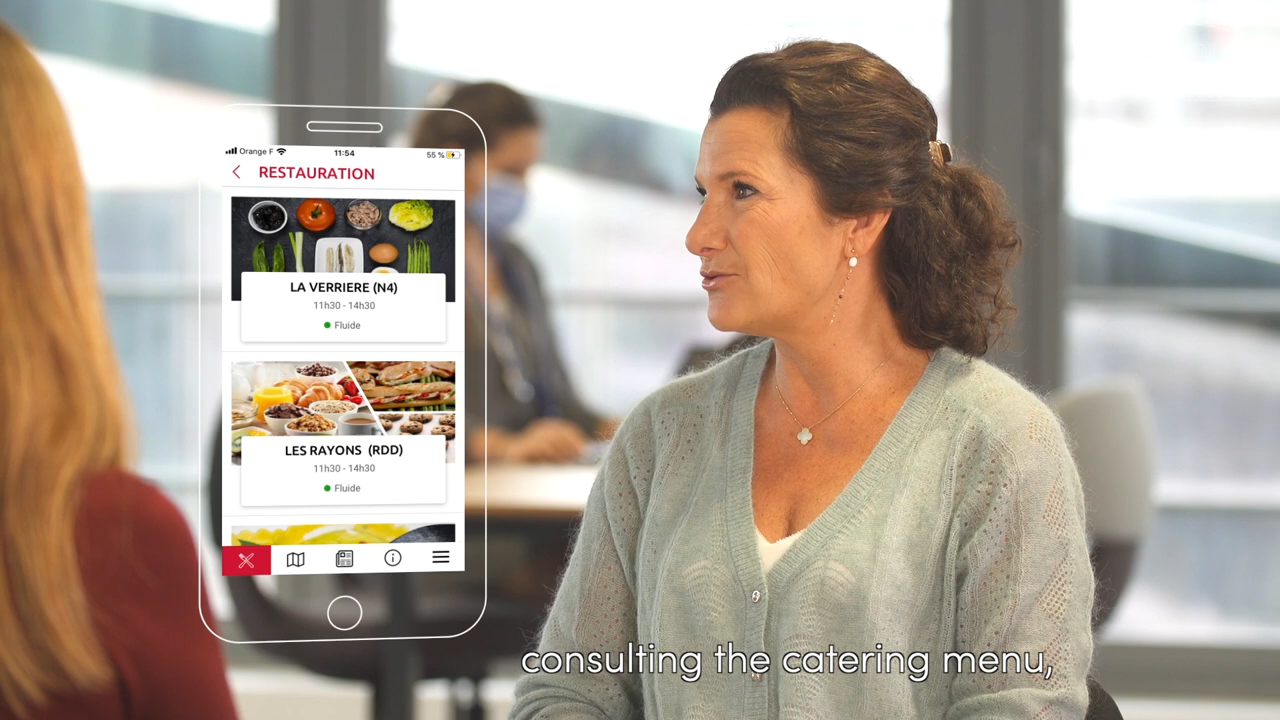 Orange F 11:54 55 %
RESTAURATION
LA VERRIERE (N4)
11h30 - 14h30
Fluide
LES RAYONS (RDD)
11h30 - 14h30
Fluide
consulting the catering menu,